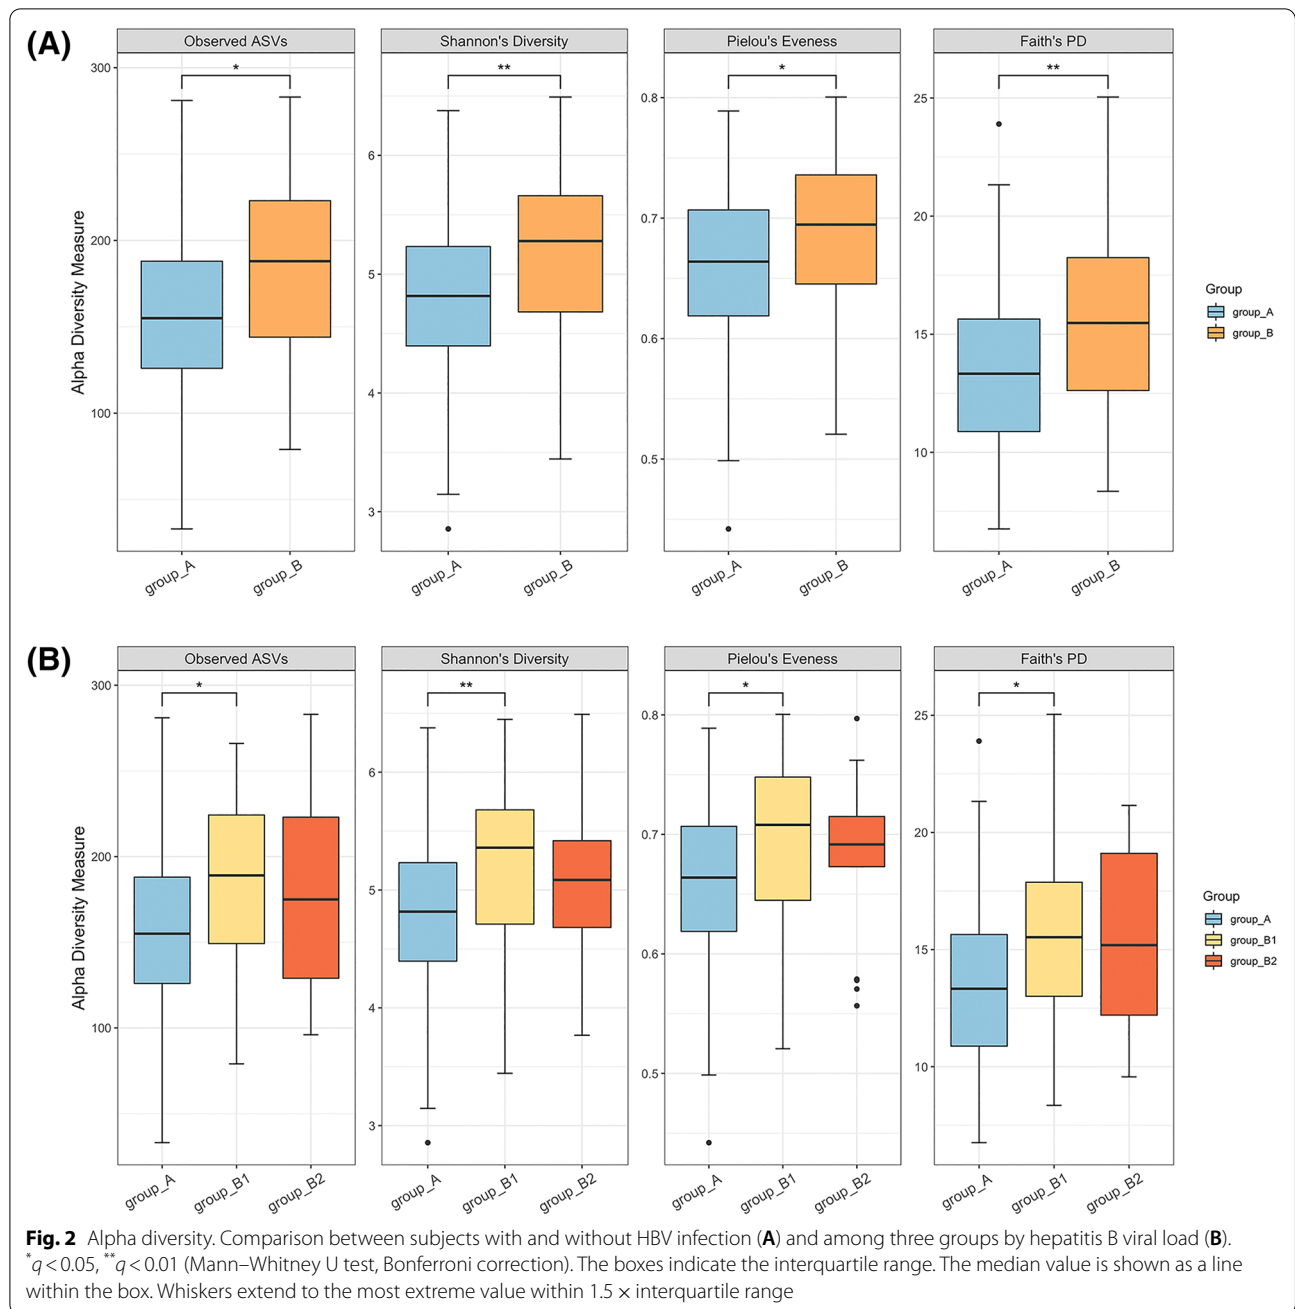 (A)
Observed ASVs
Shannon's Diversity
Pielou's Eveness
Faith's PD
Alpha Diversity Measure
300
200
100
*
group_A
group_B
6
5
4
3
**
group_A
group_B
0.8
0.7
0.6
0.5
*
group_A
group_B
25
20
15
10
**
group_A
group_B
Group
group_A
group_B
(B)
Observed ASVs
Shannon's Diversity
Pielou's Eveness
Faith's PD
Alpha Diversity Measure
300
200
100
*
group_A
group_B1
group_B2
6
5
4
3
**
group_A
group_B1
group_B2
0.8
0.7
0.6
0.5
*
group_A
group_B1
group_B2
25
20
15
10
*
group_A
group_B1
group_B2
Group
group_A
group_B1
group_B2
Fig. 2 Alpha diversity. Comparison between subjects with and without HBV infection (A) and among three groups by hepatitis B viral load (B).
*q < 0.05, **q < 0.01 (Mann–Whitney U test, Bonferroni correction). The boxes indicate the interquartile range. The median value is shown as a line
within the box. Whiskers extend to the most extreme value within 1.5 × interquartile range